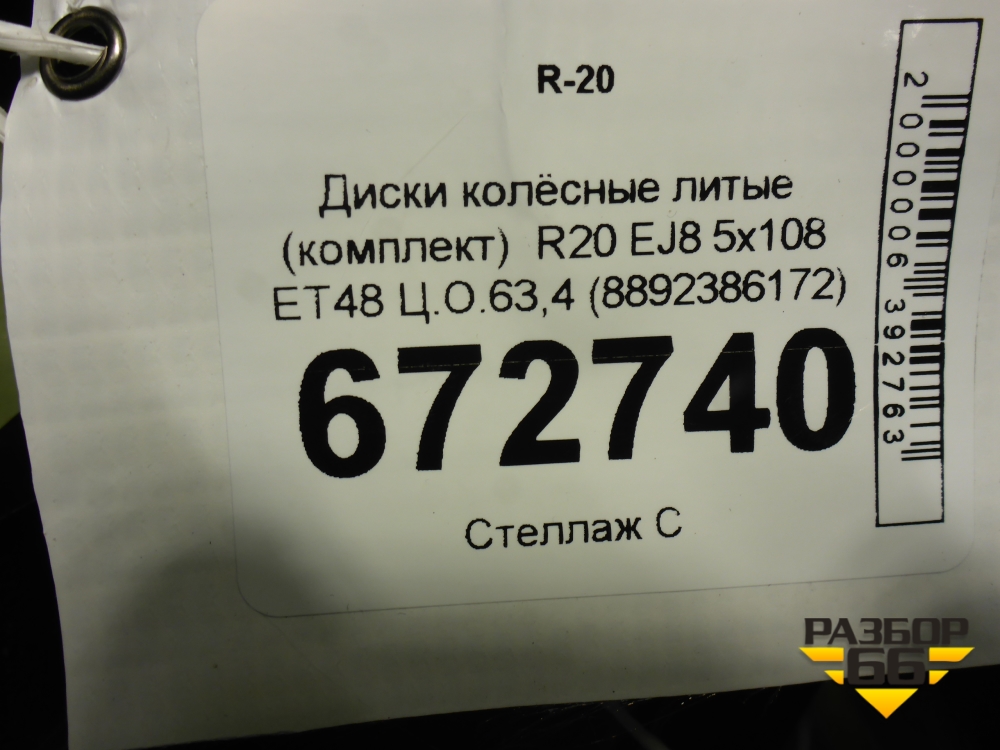 R-20
Диски колёсные литые
(комплект) R20 EJ8 5x108
ET48 Ц.О.63,4 (8892386172)
672740
Стеллаж С
2000006392763
РАЗБОР
66